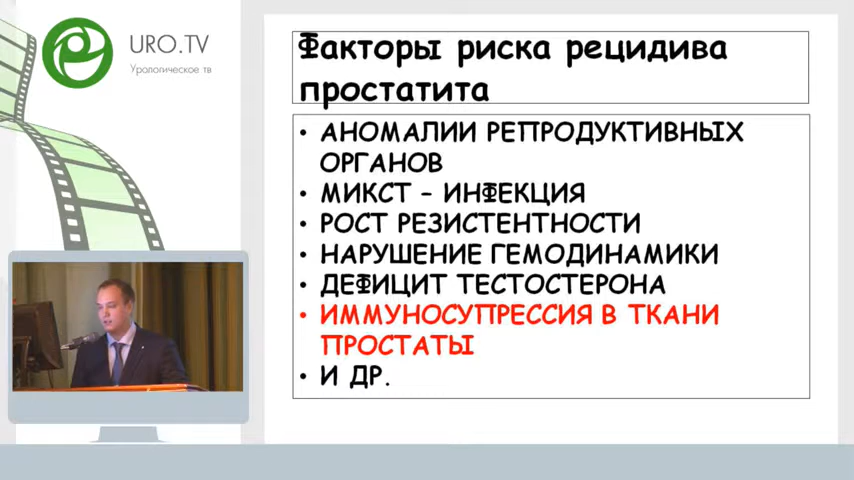 URO.TV
Урологическое тв
Факторы риска рецидива
простатита
• АНОМАЛИИ РЕПРОДУКТИВНЫХ
ОРГАНОВ
• МИКСТ – ИНФЕКЦИЯ
• РОСТ РЕЗИСТЕНТНОСТИ
• НАРУШЕНИЕ ГЕМОДИНАМИКИ
• ДЕФИЦИТ ТЕСТОСТЕРОНА
• ИММУНОСУПРЕССИЯ В ТКАНИ
ПРОСТАТЫ
• И ДР.